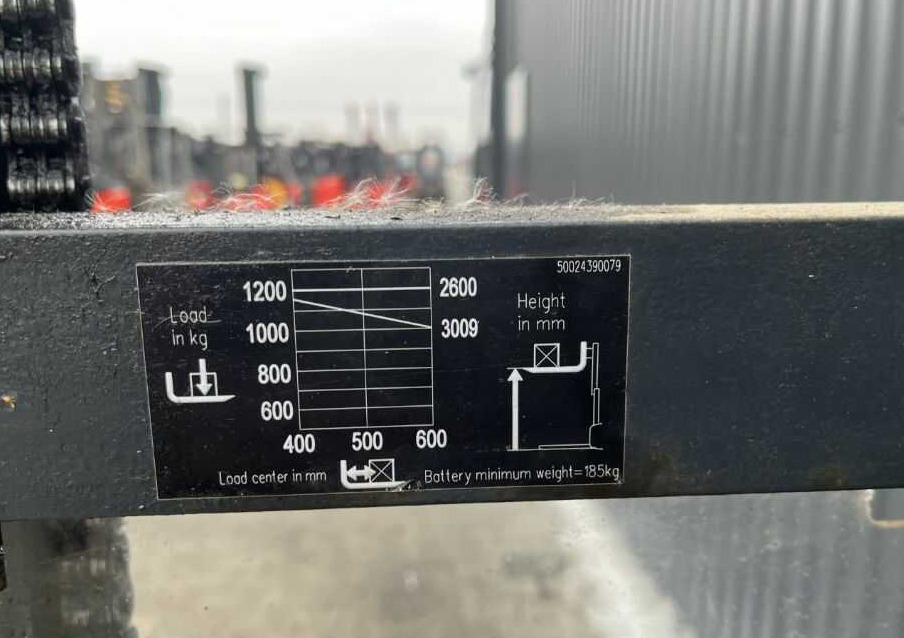 50024390079
Load
in kg
1200
1000
800
600
400 500 600
2600
3009
Height
in mm
Load center in mm
Battery minimum weight=185kg